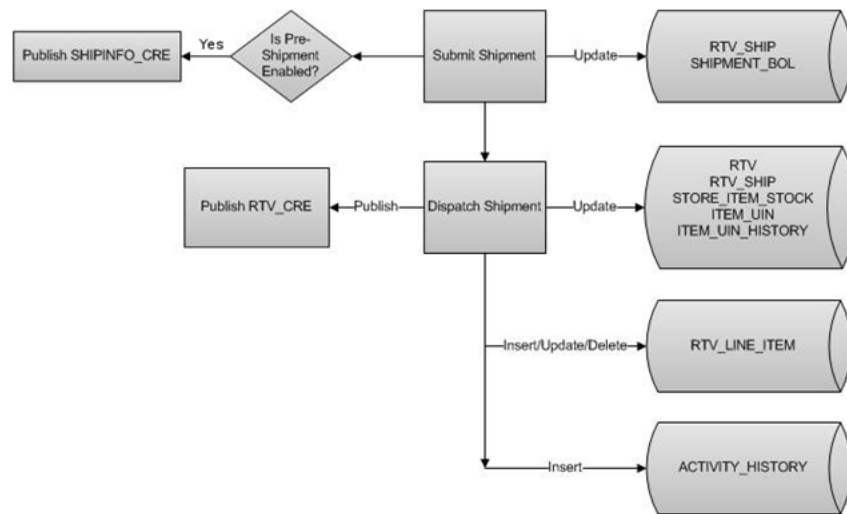 Publish SHIPINFO_CRE
Yes
Is Pre-
Shipment
Enabled?
Submit Shipment
Update
RTV_SHIP
SHIPMENT_BOL
Publish RTV_CRE
Publish
Dispatch Shipment
Update
RTV
RTV_SHIP
STORE_ITEM_STOCK
ITEM_UIN
ITEM_UIN_HISTORY
Insert/Update/Delete
RTV_LINE_ITEM
Insert
ACTIVITY_HISTORY